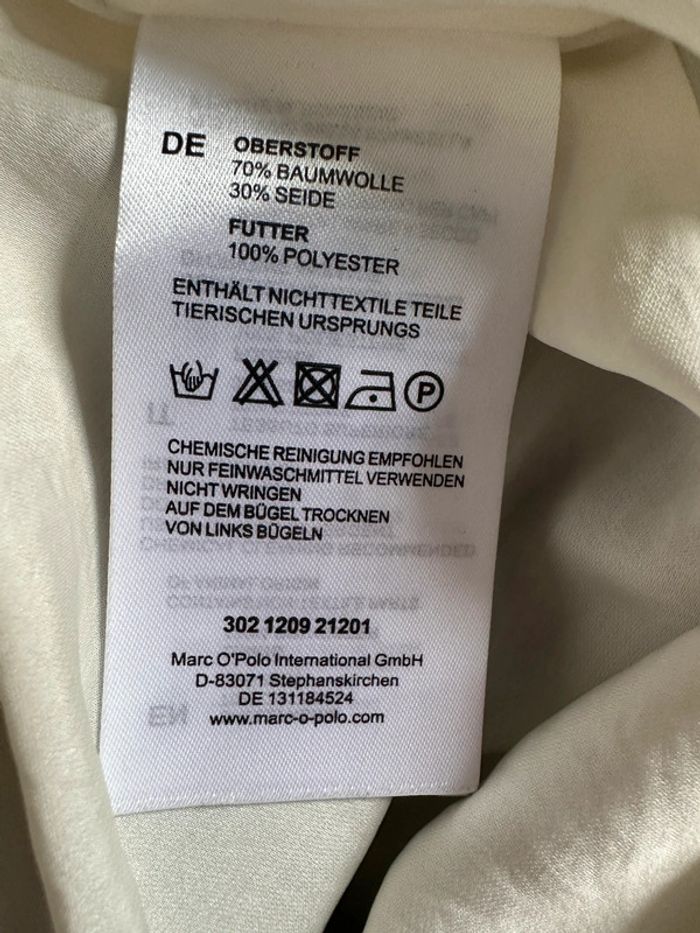 DE OBERSTOFF
70% BAUMWOLLE
30% SEIDE
FUTTER
100% POLYESTER
ENTHÄLT NICHTTEXTILE TEILE
TIERISCHEN URSPRUNGS
P
CHEMISCHE REINIGUNG EMPFOHLEN
NUR FEINWASCHMITTEL VERWENDEN
NICHT WRINGEN
AUF DEM BÜGEL TROCKNEN
VON LINKS BÜGELN
302 1209 21201
Marc O'Polo International GmbH
D-83071 Stephanskirchen
DE 131184524
www.marc-o-polo.com